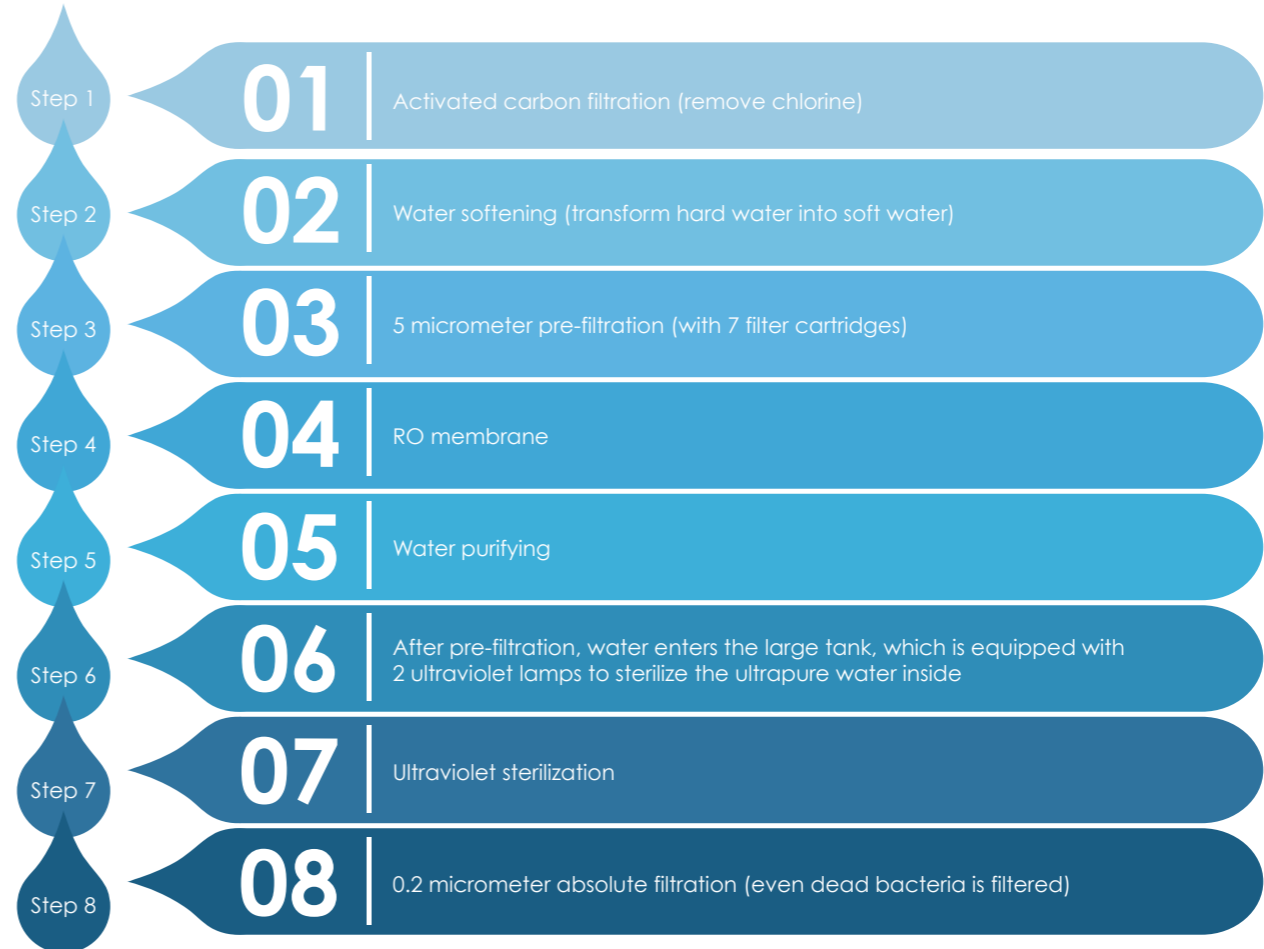 Step 1
01
Activated carbon filtration (remove chlorine)
Step 2
02
Water softening (transform hard water into soft water)
Step 3
03
5 micrometer pre-filtration (with 7 filter cartridges)
Step 4
04
RO membrane
Step 5
05
Water purifying
Step 6
06
After pre-filtration, water enters the large tank, which is equipped with
2 ultraviolet lamps to sterilize the ultrapure water inside
Step 7
07
Ultraviolet sterilization
Step 8
08
0.2 micrometer absolute filtration (even dead bacteria is filtered)